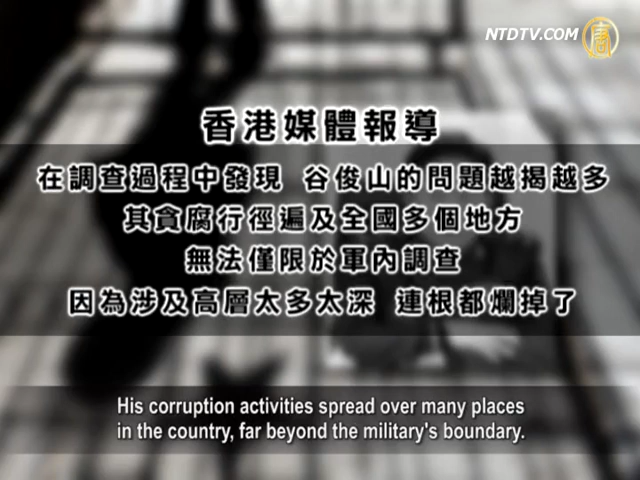 NTDTV.COM
香港媒體報導
在調查過程中發現 谷俊山的問題越揭越多
其貪腐行徑遍及全國多個地方
無法僅限於軍內調查
因為涉及高層太多太深 連根都爛掉了
His corruption activities spread over many places
in the country, far beyond the military's boundary.